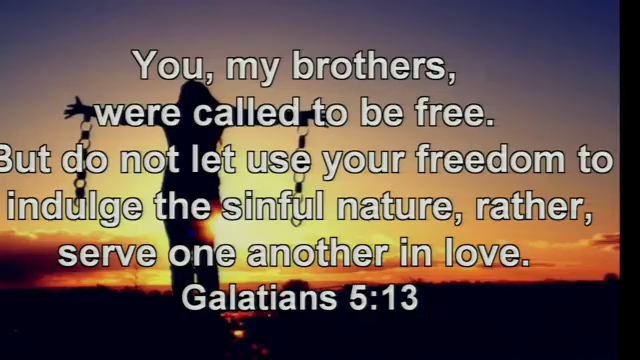 You, my brothers,
were called to be free.
But do not let use your freedom to
indulge the sinful nature, rather,
serve one another in love.
Galatians 5:13